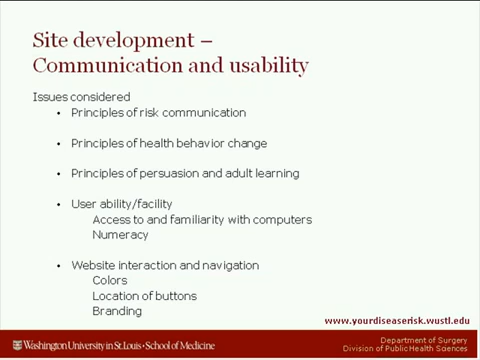 Site development –
Communication and usability
Issues considered
• Principles of risk communication
• Principles of health behavior change
• Principles of persuasion and adult learning
• User ability/facility
Access to and familiarity with computers
Numeracy
• Website interaction and navigation
Colors
Location of buttons
Branding
www.yourdiseaserisk.wustl.edu
Washington University in St. Louis • School of Medicine
Department of Surgery
Division of Public Health Sciences